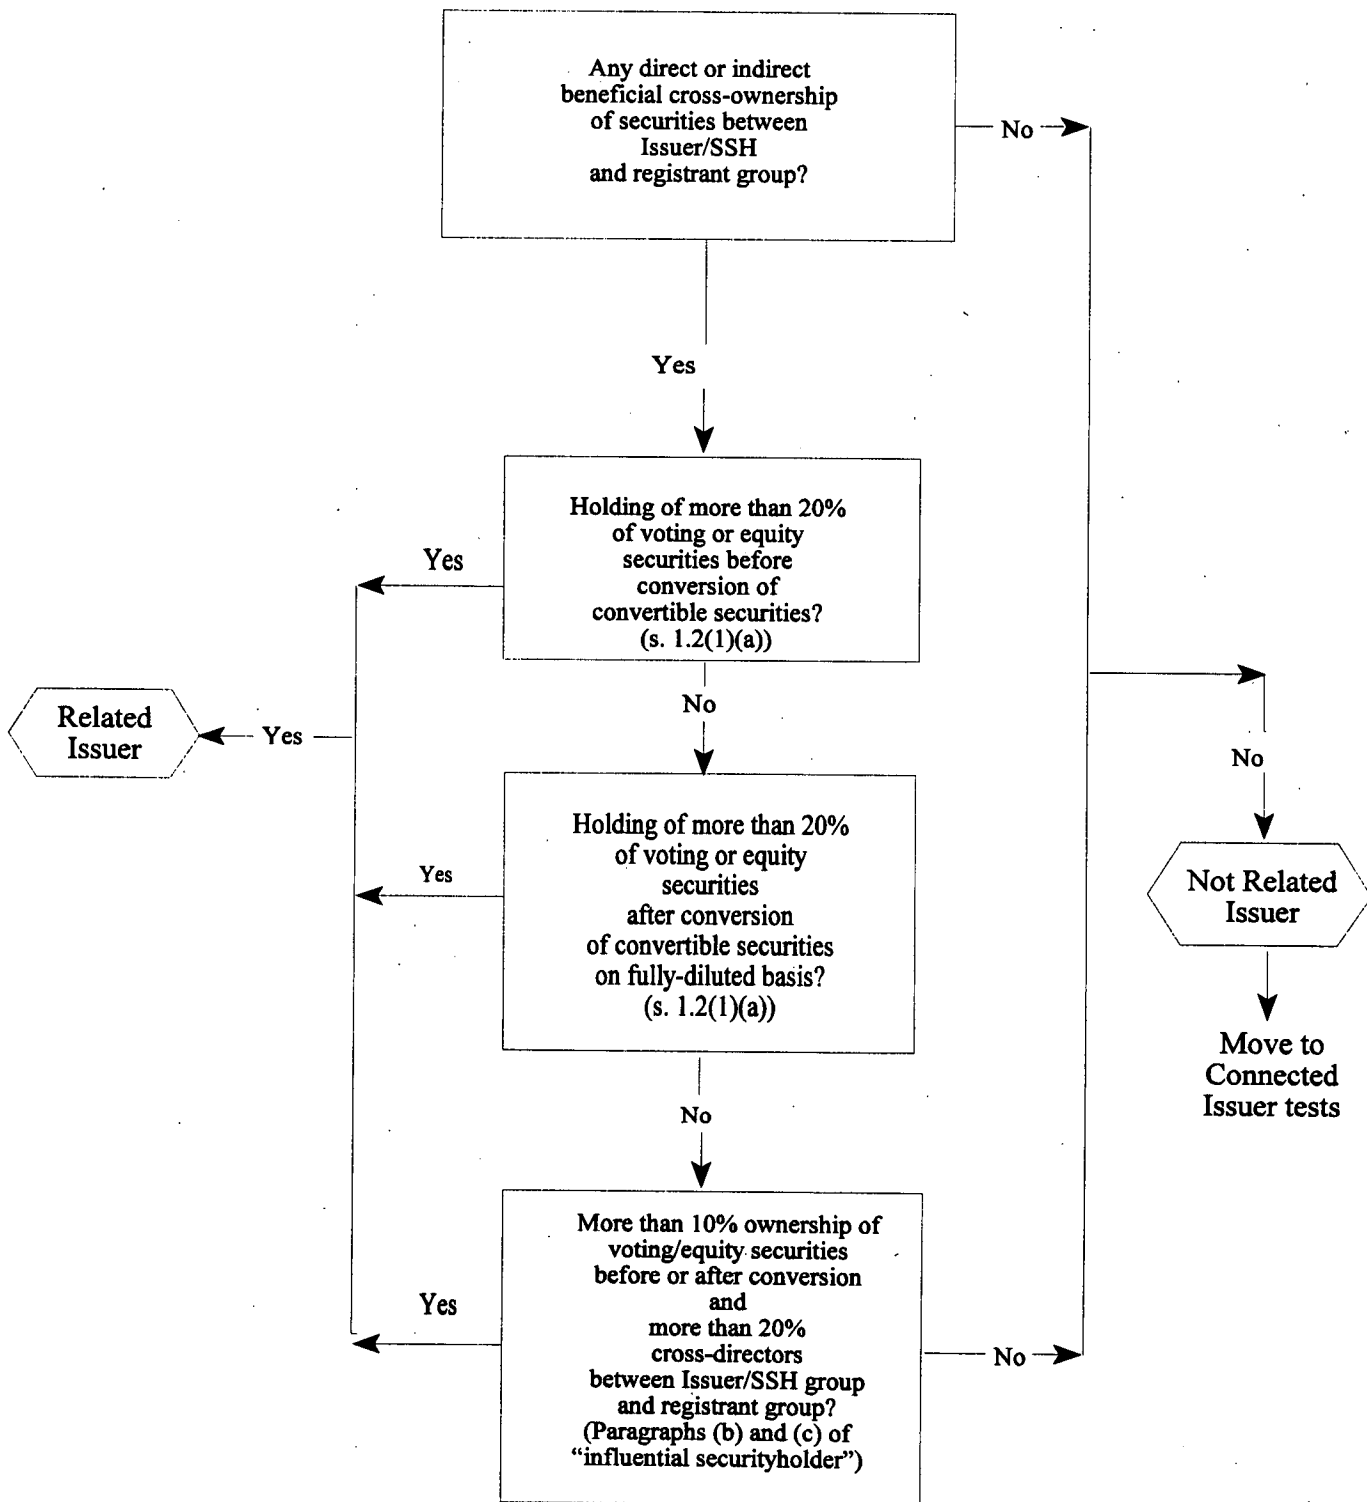 Any direct or indirect
beneficial cross-ownership
of securities between
Issuer/SSH
and registrant group?
No
Yes
Holding of more than 20%
of voting or equity
securities before
conversion of
convertible securities?
(s. 1.2(1)(a))
Yes
No
Related
Issuer
Yes
No
Holding of more than 20%
of voting or equity
securities
after conversion
of convertible securities
on fully-diluted basis?
(s. 1.2(1)(a))
Yes
Not Related
Issuer
Move to
Connected
Issuer tests
No
More than 10% ownership of
voting/equity securities
before or after conversion
and
more than 20%
cross-directors
between Issuer/SSH group
and registrant group?
(Paragraphs (b) and (c) of
“influential securityholder”)
Yes
No